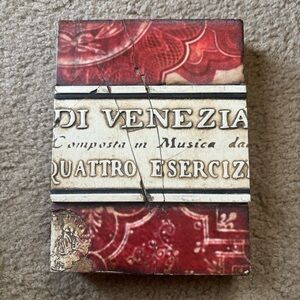 DI VENEZIA
Composta in Musica da
QUATTRO ESERCIZI